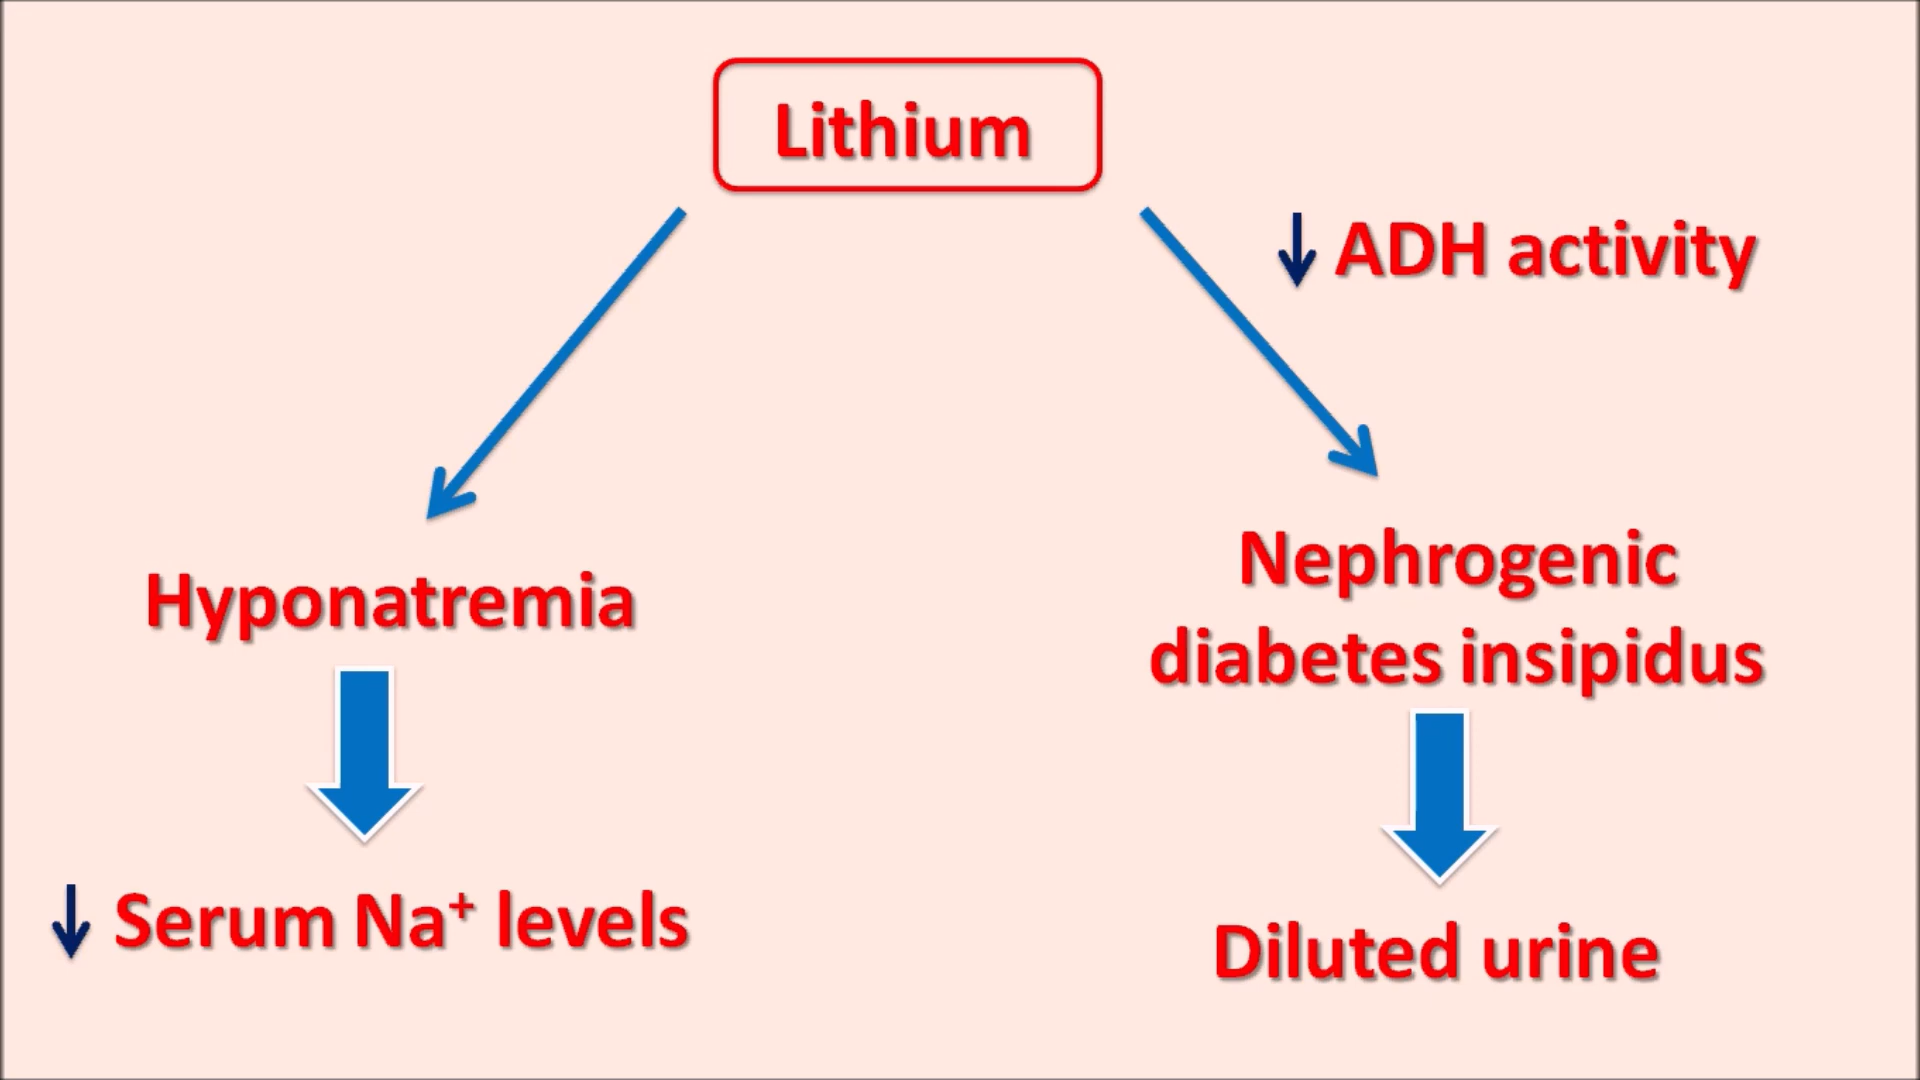 Lithium
↓ ADH activity
Hyponatremia
Nephrogenic
diabetes insipidus
↓ Serum Na⁺ levels
Diluted urine